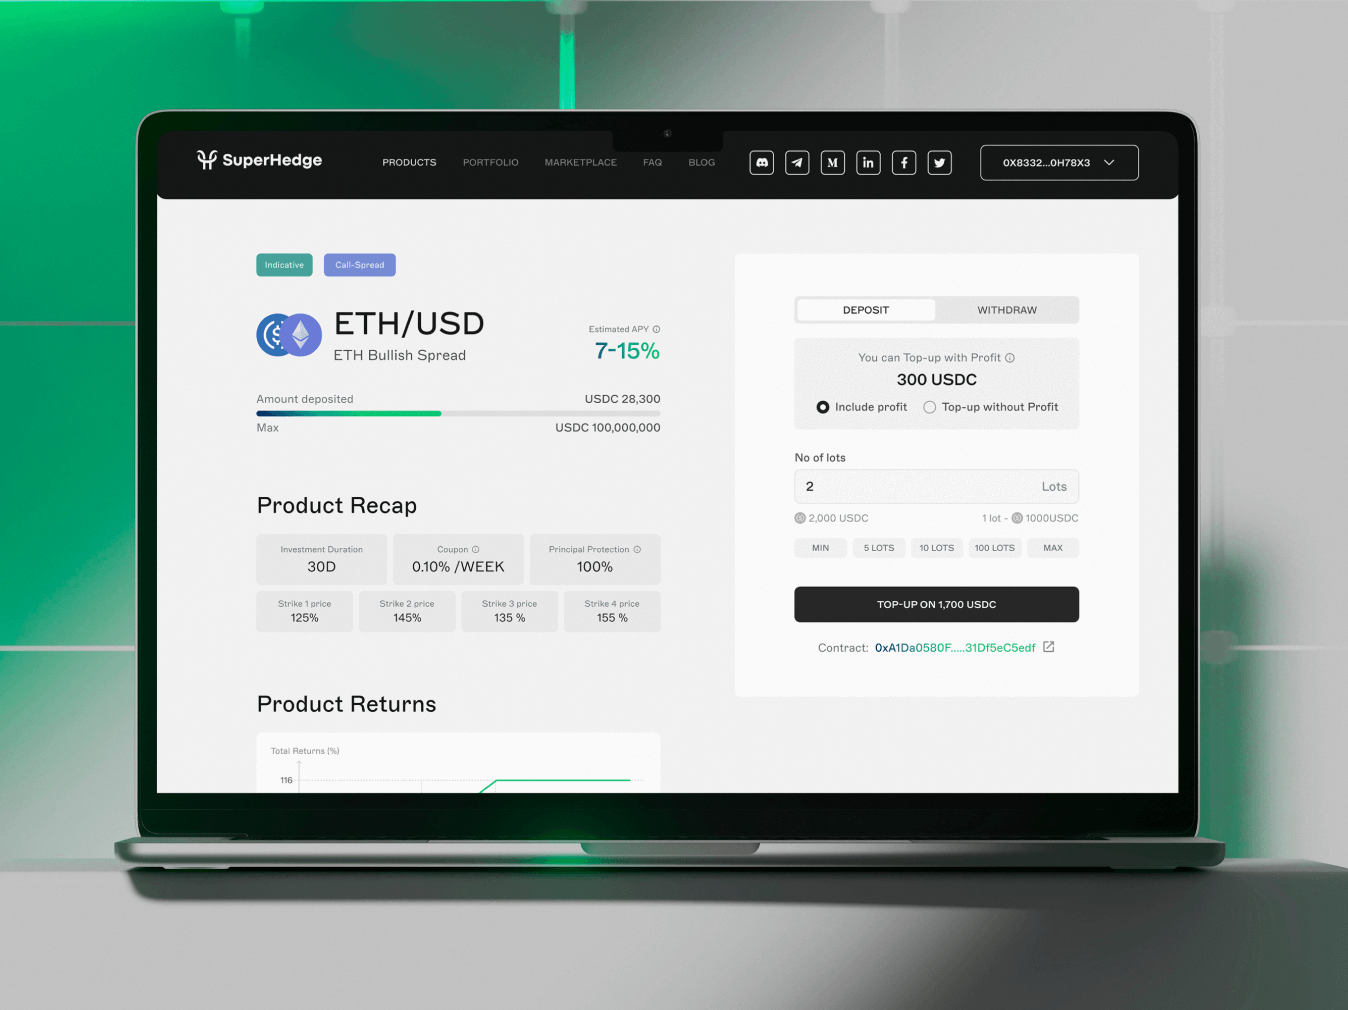 SuperHedge
PRODUCTS PORTFOLIO MARKETPLACE FAQ BLOG
0X8332...0H78X3
Indicative Call-Spread
ETH/USD
ETH Bullish Spread
Estimated APY
7-15%
Amount deposited USDC 28,300
Max USDC 100,000,000
Product Recap
Investment Duration Coupon Principal Protection
30D 0.10% /WEEK 100%
Strike 1 price Strike 2 price Strike 3 price Strike 4 price
125% 145% 135 % 155 %
Product Returns
Total Returns (%)
116
DEPOSIT WITHDRAW
You can Top-up with Profit
300 USDC
Include profit Top-up without Profit
No of lots
2 Lots
2,000 USDC 1 lot - 1000USDC
MIN 5 LOTS 10 LOTS 100 LOTS MAX
TOP-UP ON 1,700 USDC
Contract: 0xA1Da0580F.....31Df5eC5edf